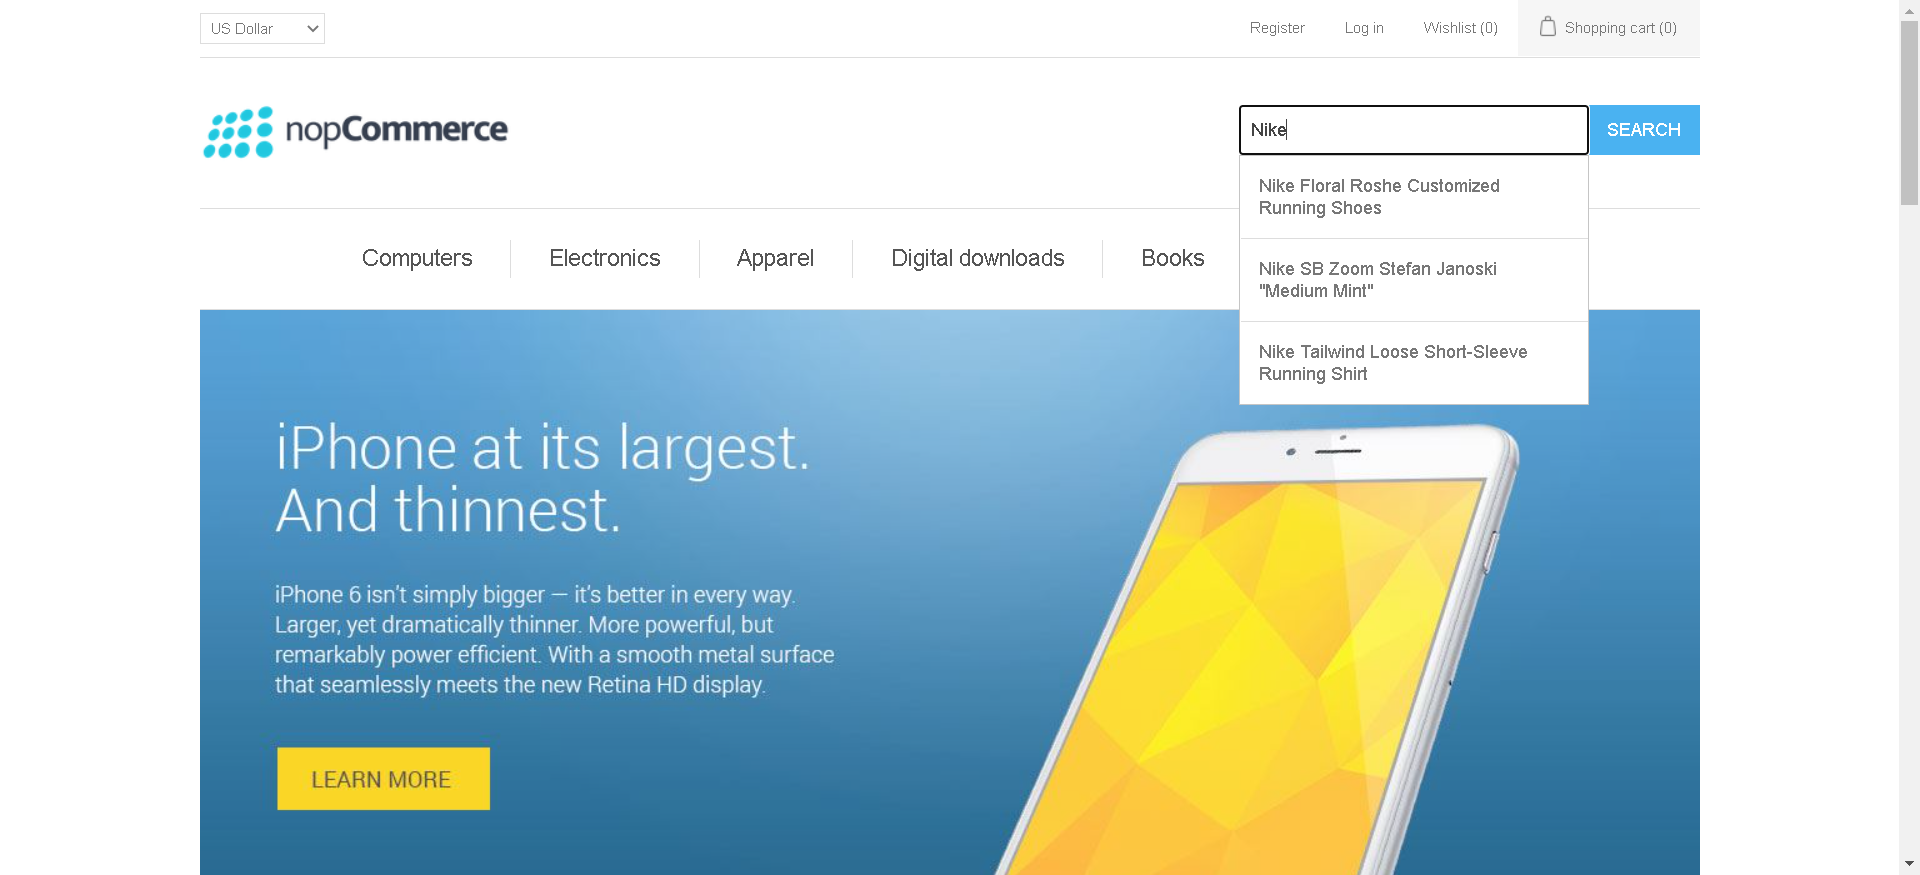 US Dollar
Register
Log in
Wishlist (0)
Shopping cart (0)
nopCommerce
Nike
SEARCH
Nike Floral Roshe Customized
Running Shoes
Nike SB Zoom Stefan Janoski
"Medium Mint"
Nike Tailwind Loose Short-Sleeve
Running Shirt
Computers
Electronics
Apparel
Digital downloads
Books
iPhone at its largest.
And thinnest.
iPhone 6 isn't simply bigger — it's better in every way.
Larger, yet dramatically thinner. More powerful, but
remarkably power efficient. With a smooth metal surface
that seamlessly meets the new Retina HD display.
LEARN MORE